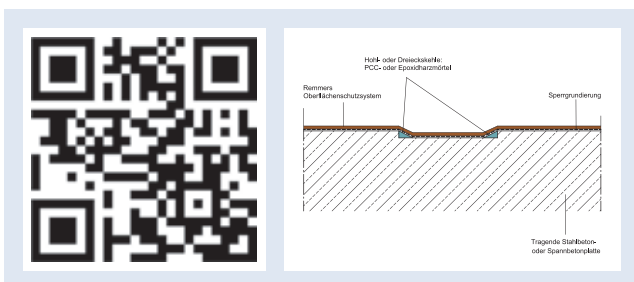 Hohl- oder Dreieckskehle:
PCC- oder Epoxidharzmörtel
Remmers
Oberflächenschutzsystem
Sperrgrundierung
Tragende Stahlbeton-
oder Spannbetonplatte